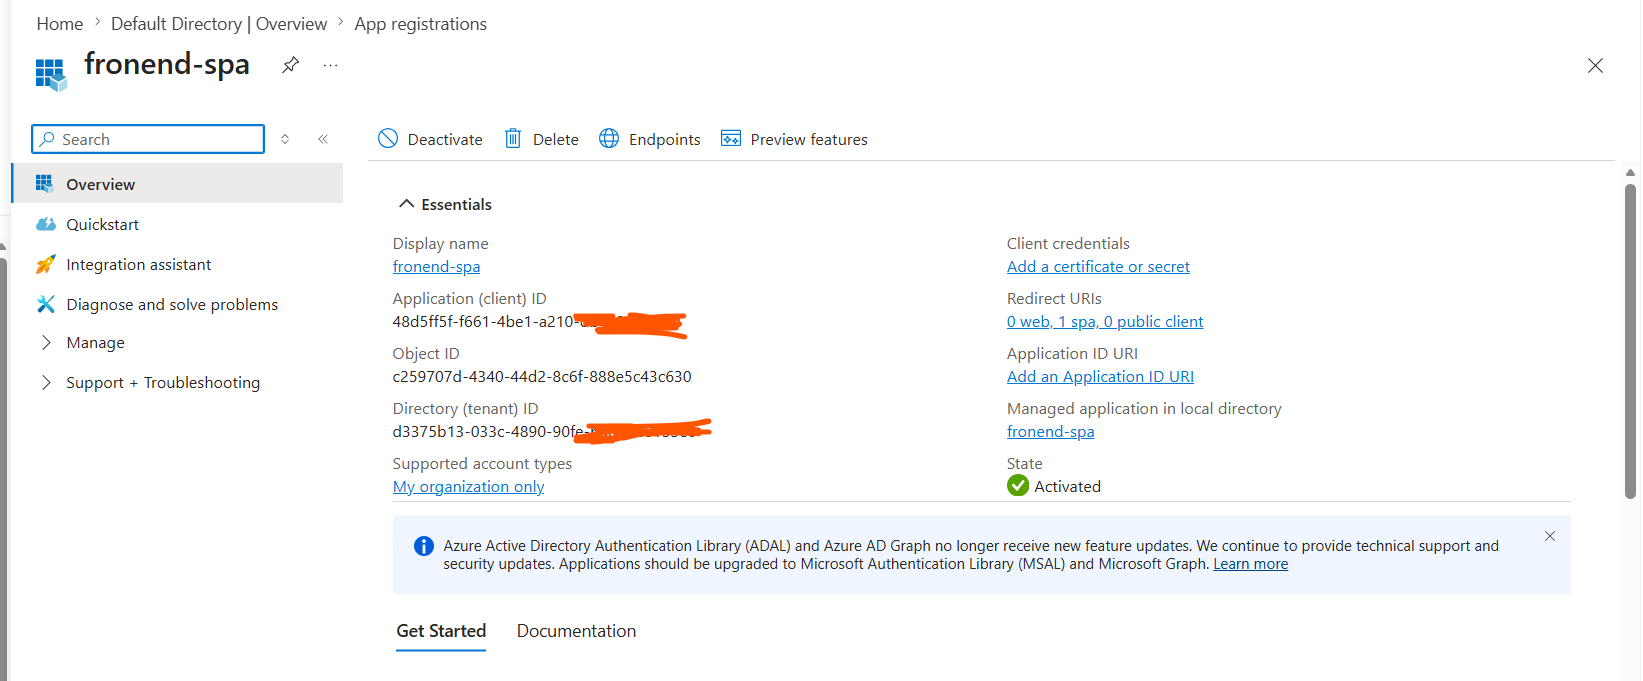 Home > Default Directory | Overview > App registrations
fronend-spa
Search
Deactivate Delete Endpoints Preview features
Overview
Quickstart
Integration assistant
Diagnose and solve problems
Manage
Support + Troubleshooting
Essentials
Display name
fronend-spa
Application (client) ID
48d5ff5f-f661-4be1-a210-
Object ID
c259707d-4340-44d2-8c6f-888e5c43c630
Directory (tenant) ID
d3375b13-033c-4890-90fe-
Supported account types
My organization only
Client credentials
Add a certificate or secret
Redirect URIs
0 web, 1 spa, 0 public client
Application ID URI
Add an Application ID URI
Managed application in local directory
fronend-spa
State
Activated
Azure Active Directory Authentication Library (ADAL) and Azure AD Graph no longer receive new feature updates. We continue to provide technical support and
security updates. Applications should be upgraded to Microsoft Authentication Library (MSAL) and Microsoft Graph. Learn more
Get Started Documentation